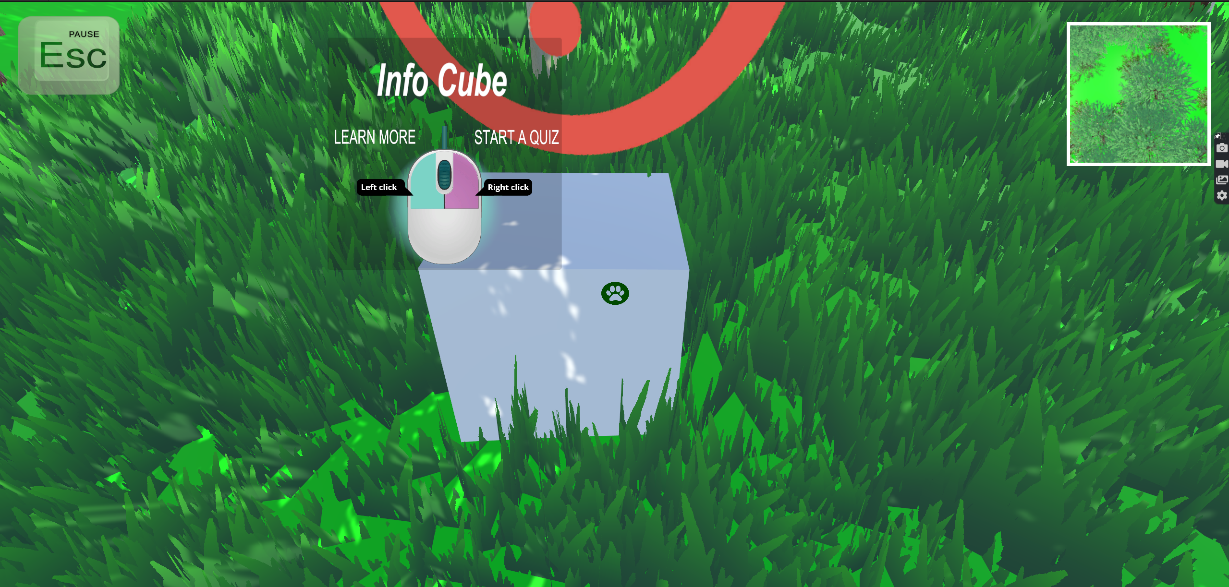 PAUSE
Esc
Info Cube
LEARN MORE
START A QUIZ
Left click
Right click